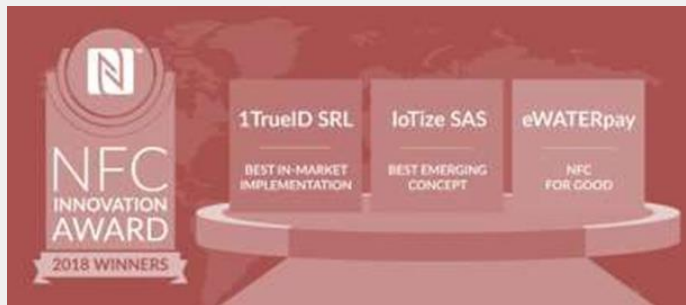 NFC
INNOVATION
AWARD
2018 WINNERS
1TrueID SRL
BEST IN-MARKET
IMPLEMENTATION
IoTize SAS
BEST EMERGING
CONCEPT
eWATERpay
NFC
FOR GOOD